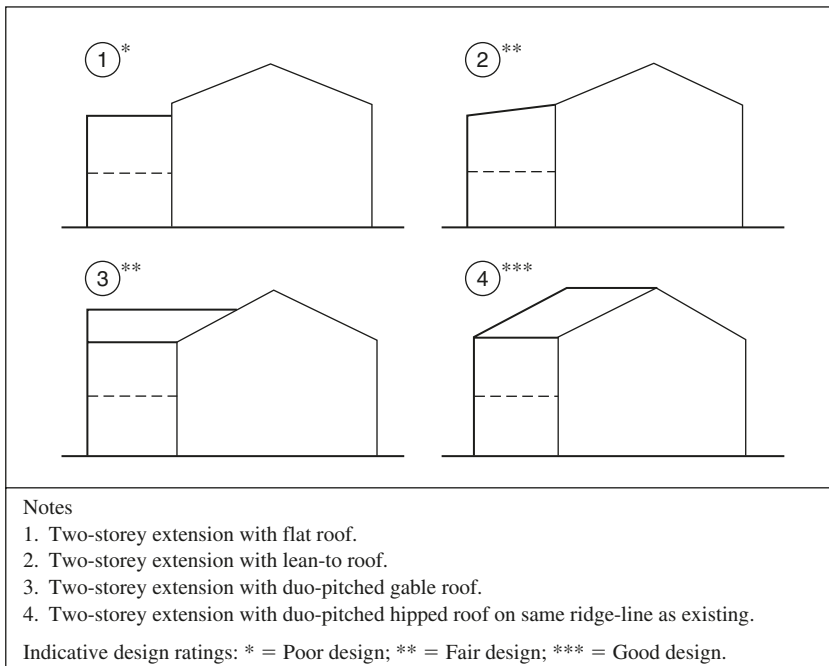 1 *
2 **
3 **
4 ***
Notes
1. Two-storey extension with flat roof.
2. Two-storey extension with lean-to roof.
3. Two-storey extension with duo-pitched gable roof.
4. Two-storey extension with duo-pitched hipped roof on same ridge-line as existing.
Indicative design ratings: * = Poor design; ** = Fair design; *** = Good design.